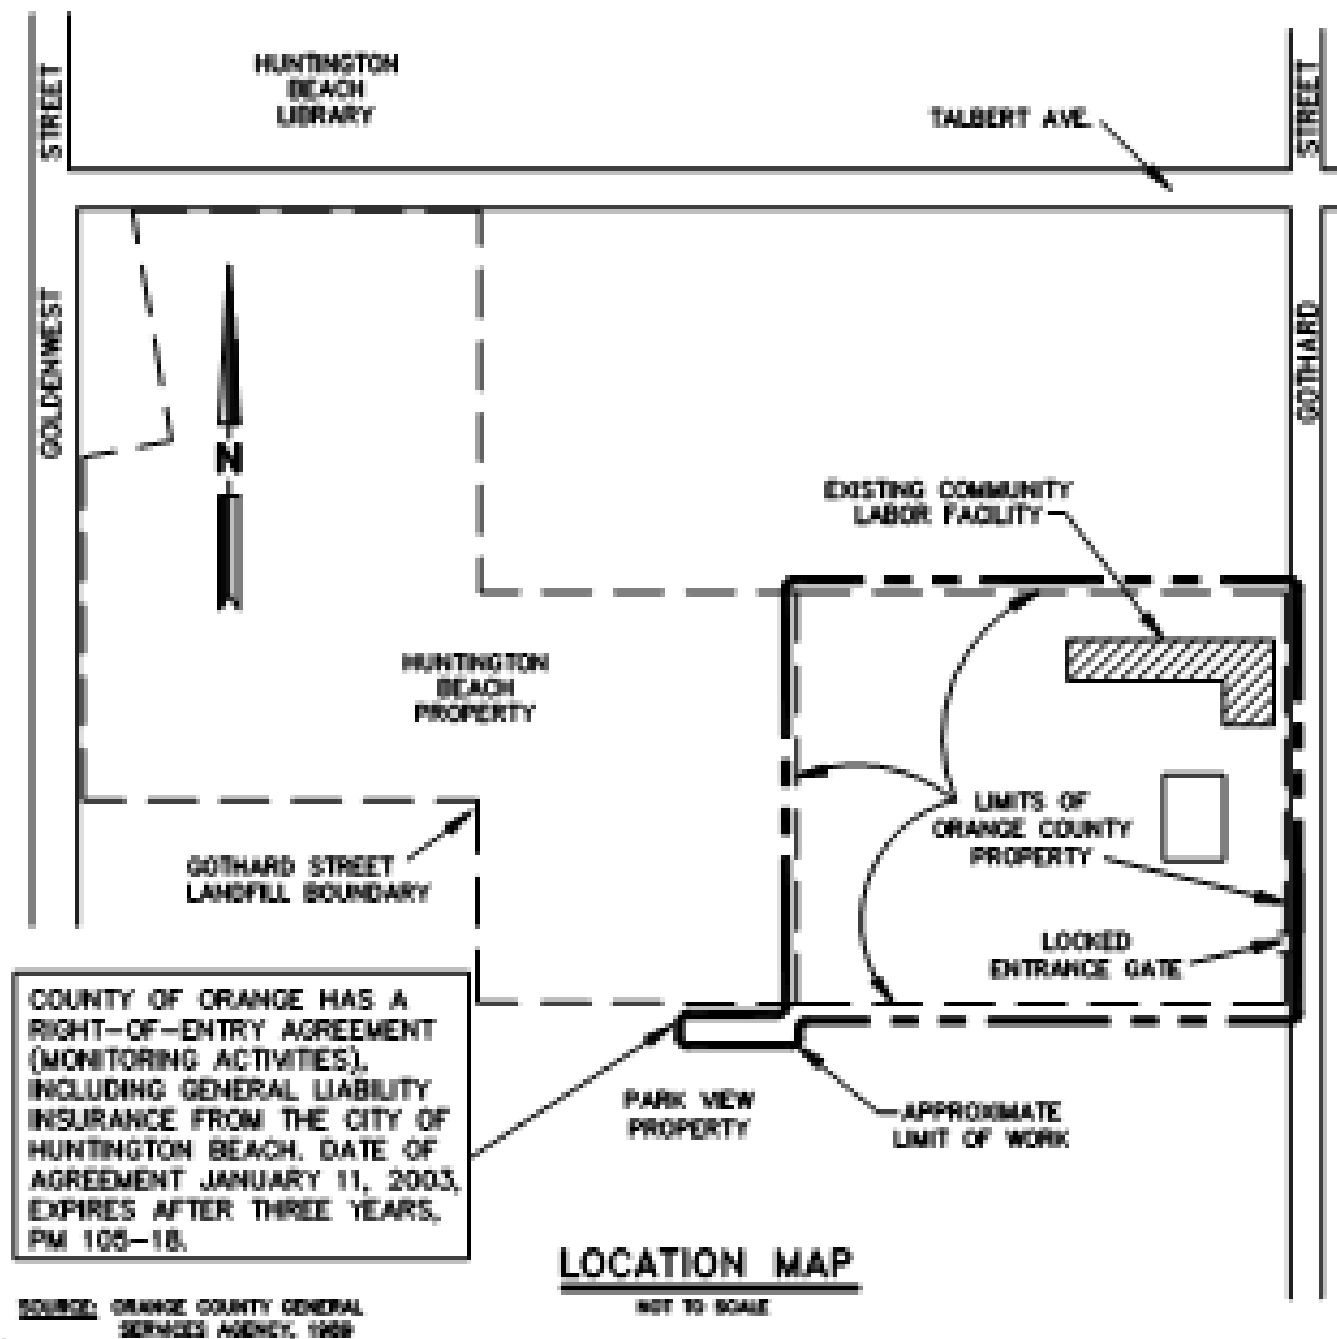 HUNTINGTON
BEACH
LIBRARY
STREET
TALBERT AVE.
STREET
GOLDENWEST
GOTHARD
N
EXISTING COMMUNITY
LABOR FACILITY
HUNTINGTON
BEACH
PROPERTY
LIMITS OF
ORANGE COUNTY
PROPERTY
GOTHARD STREET
LANDFILL BOUNDARY
LOCKED
ENTRANCE GATE
COUNTY OF ORANGE HAS A
RIGHT-OF-ENTRY AGREEMENT
(MONITORING ACTIVITIES),
INCLUDING GENERAL LIABILITY
INSURANCE FROM THE CITY OF
HUNTINGTON BEACH. DATE OF
AGREEMENT JANUARY 11, 2003,
EXPIRES AFTER THREE YEARS,
PM 105-18.
PARK VIEW
PROPERTY
APPROXIMATE
LIMIT OF WORK
LOCATION MAP
NOT TO SCALE
SOURCE: ORANGE COUNTY GENERAL
SERVICES AGENCY, 1989